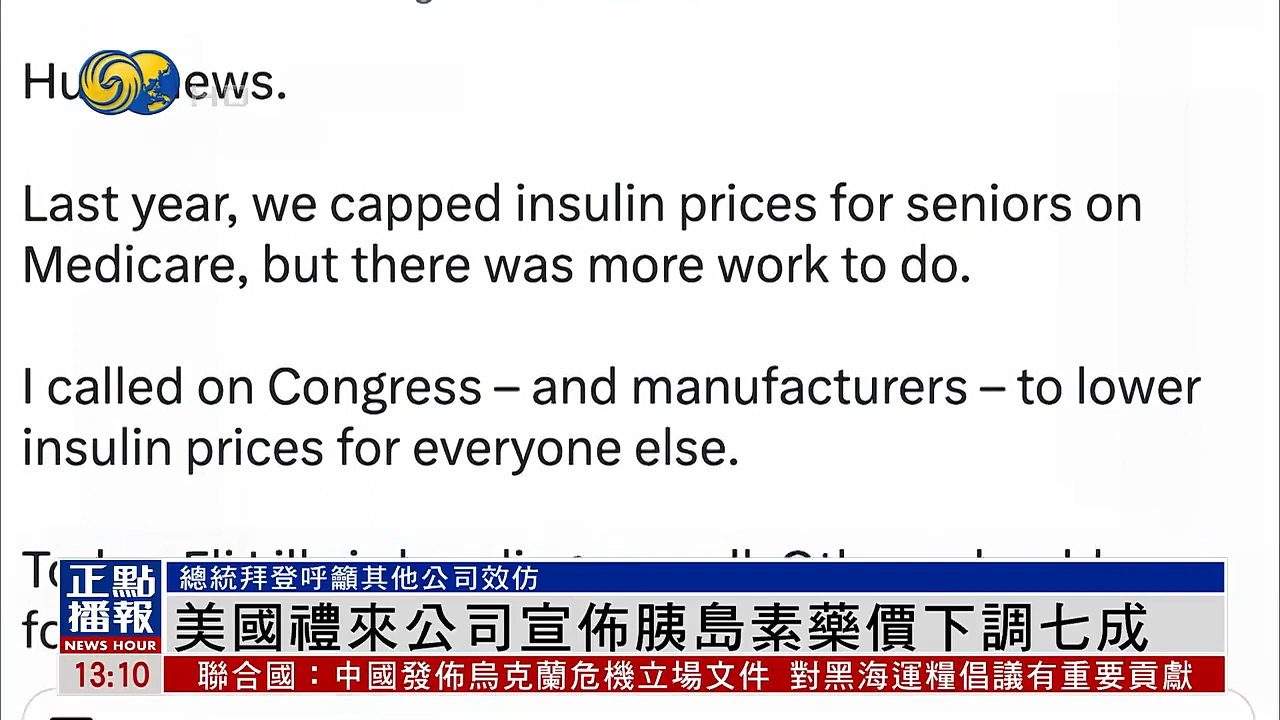 ews.
HD
Last year, we capped insulin prices for seniors on
Medicare, but there was more work to do.
I called on Congress – and manufacturers – to lower
insulin prices for everyone else.
正點
播報
NEWS HOUR
13:10
總統拜登呼籲其他公司效仿
美國禮來公司宣佈胰島素藥價下調七成
聯合國：中國發佈烏克蘭危機立場文件 對黑海運糧倡議有重要貢獻